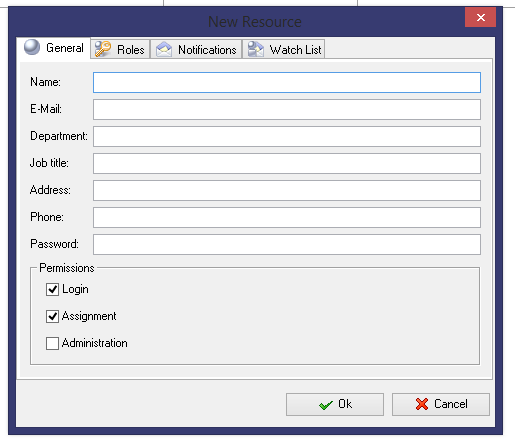 New Resource
General Roles Notifications Watch List
Name:
E-Mail:
Department:
Job title:
Address:
Phone:
Password:
Permissions
Login
Assignment
Administration
Ok Cancel